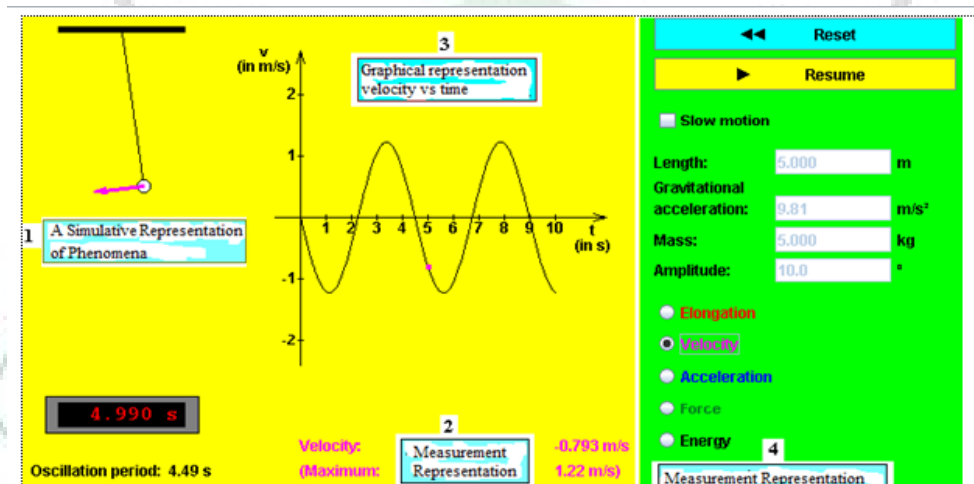 v
(in m/s)
3
Graphical representation
velocity vs time
2
1
-1
-2
1 2 3 4 5 6 7 8 9 10
t
(in s)
1
A Simulative Representation
of Phenomena
4.990 s
Oscillation period: 4.49 s
2
Velocity:
Measurement
Representation
-0.793 m/s
(Maximum:
1.22 m/s)
Reset
Resume
Slow motion
Length: 5.000 m
Gravitational
acceleration: 9.81 m/s²
Mass: 5.000 kg
Amplitude: 10.0 °
Elongation
Velocity
Acceleration
Force
Energy
4
Measurement Representation